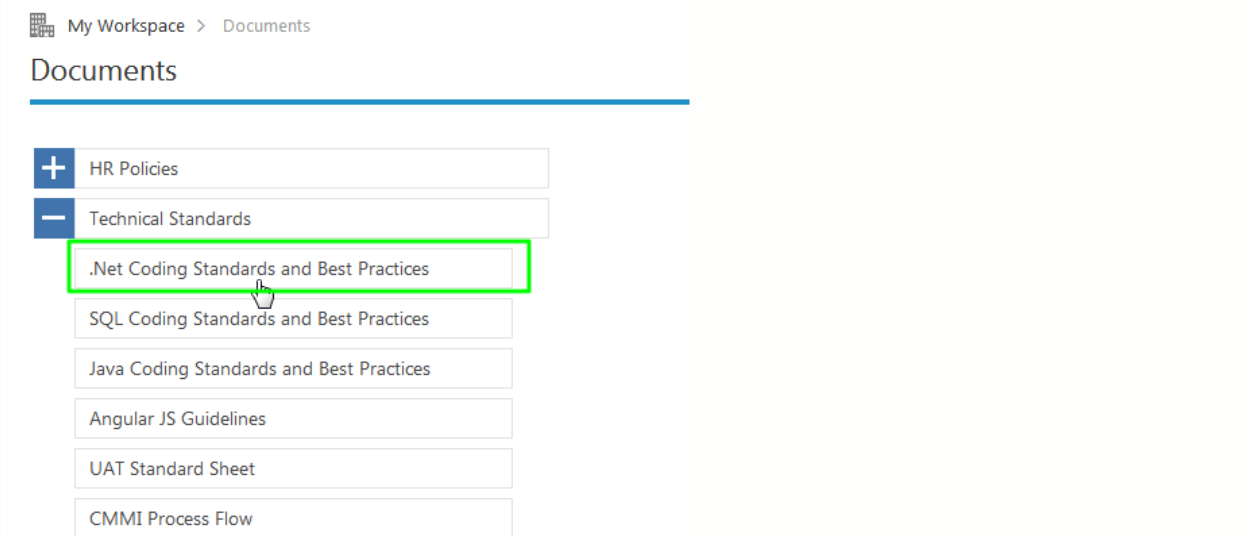 My Workspace > Documents
Documents
HR Policies
Technical Standards
.Net Coding Standards and Best Practices
SQL Coding Standards and Best Practices
Java Coding Standards and Best Practices
Angular JS Guidelines
UAT Standard Sheet
CMMI Process Flow